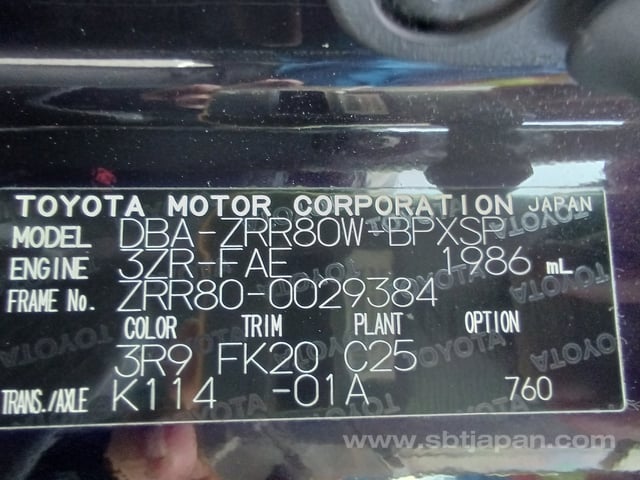 TOYOTA MOTOR CORPORATION JAPAN
MODEL DBA-ZRR80W-BPXSP
ENGINE 3ZR-FAE 1986 mL
FRAME No. ZRR80-0029384
COLOR TRIM PLANT OPTION
3R9 FK20 C25
TRANS./AXLE K114 -01A 760
www.sbtjapan.com